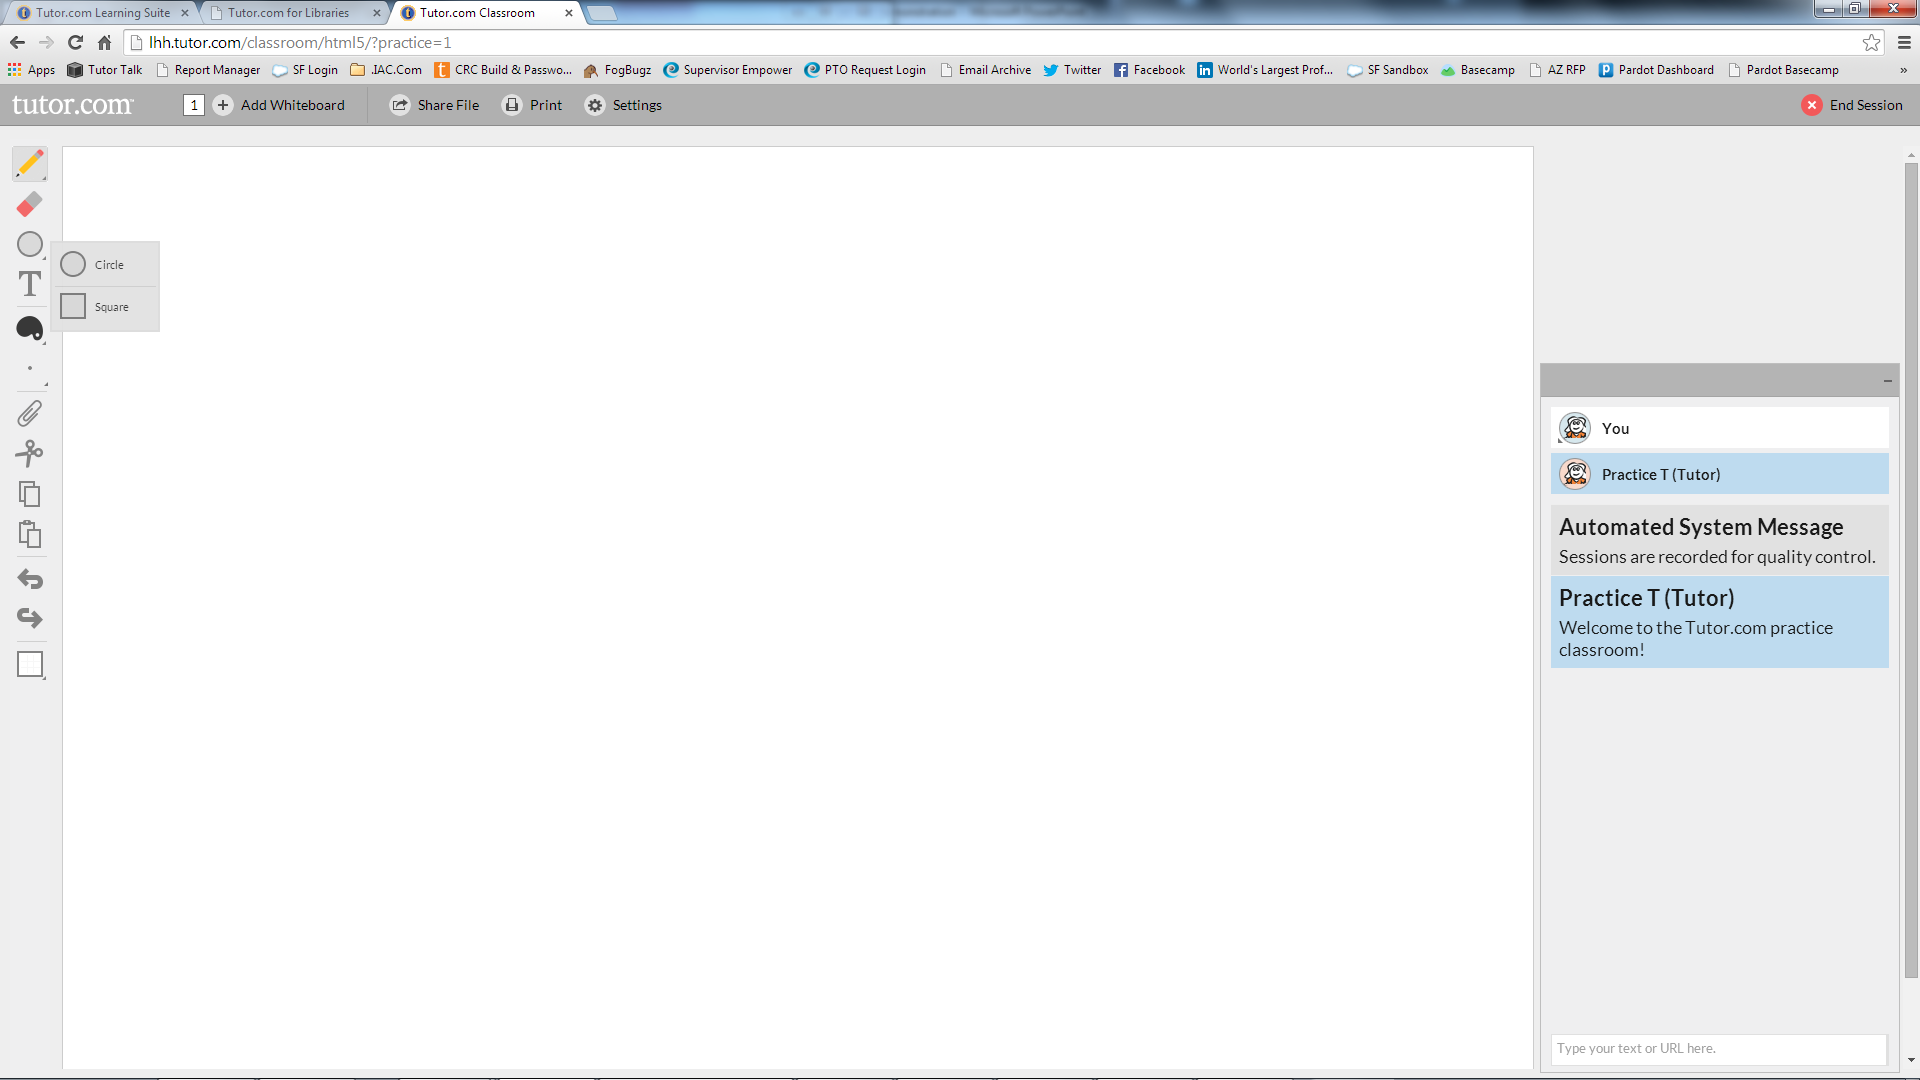 Tutor.com Learning Suite
Tutor.com for Libraries
Tutor.com Classroom
lhh.tutor.com/classroom/html5/?practice=1
Apps
Tutor Talk
Report Manager
SF Login
.IAC.Com
CRC Build & Passwo...
FogBugz
Supervisor Empower
PTO Request Login
Email Archive
Twitter
Facebook
World's Largest Prof...
SF Sandbox
Basecamp
AZ RFP
Pardot Dashboard
Pardot Basecamp
»
tutor.com
1
Add Whiteboard
Share File
Print
Settings
End Session
T
Circle
Square
You
Practice T (Tutor)
Automated System Message
Sessions are recorded for quality control.
Practice T (Tutor)
Welcome to the Tutor.com practice
classroom!
Type your text or URL here.